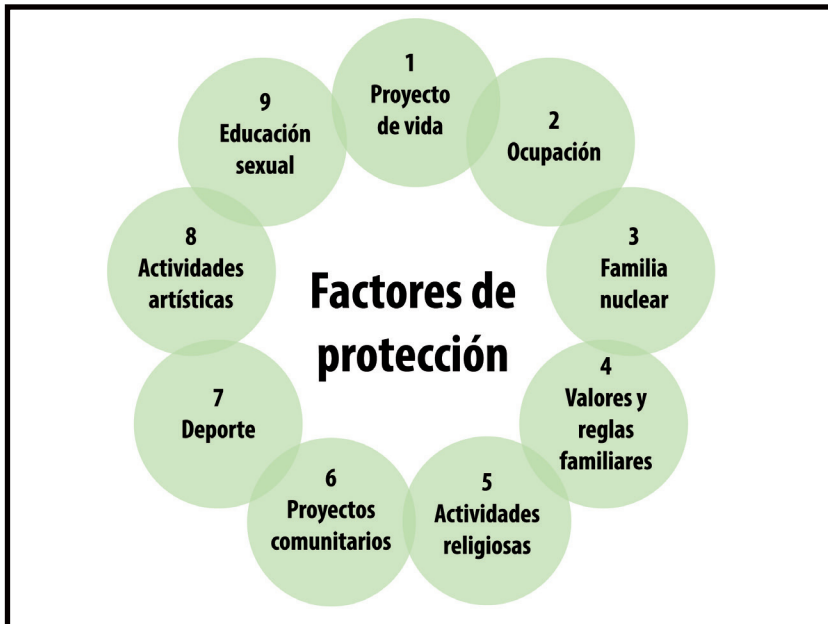 1
Proyecto
de vida
2
Ocupación
3
Familia
nuclear
4
Valores y
reglas
familiares
5
Actividades
religiosas
6
Proyectos
comunitarios
7
Deporte
8
Actividades
artísticas
9
Educación
sexual
Factores de
protección